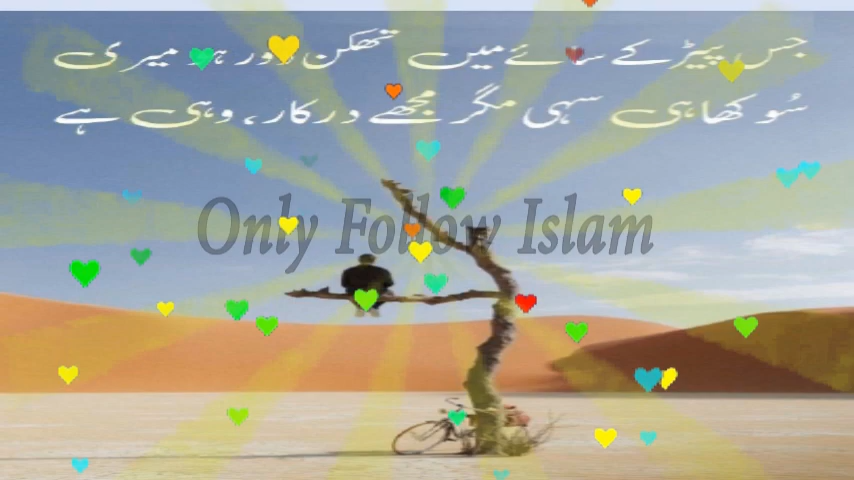 جس پیڑ کے سائے میں تھکن دور ہو میری
سُوکھا ہی سہی مگر مجھے درکار، وہی ہے
Only Follow Islam